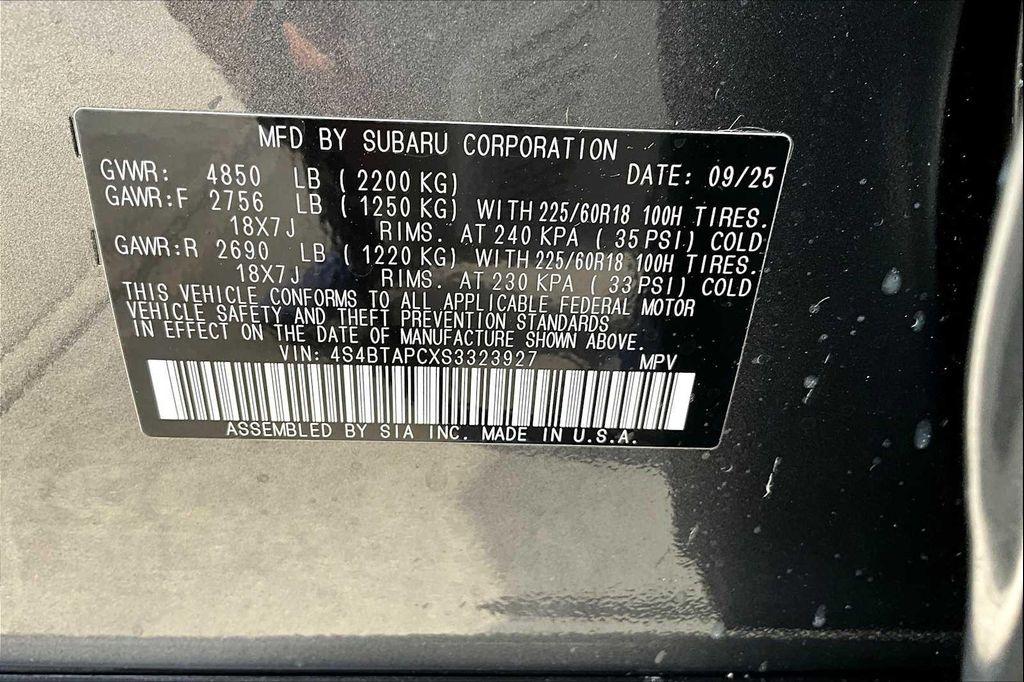 MFD BY SUBARU CORPORATION
GVWR: 4850 LB (2200 KG) DATE: 09/25
GAWR:F 2756 LB (1250 KG) WITH 225/60R18 100H TIRES.
18X7J RIMS. AT 240 KPA (35 PSI) COLD
GAWR:R 2690 LB (1220 KG) WITH 225/60R18 100H TIRES.
18X7J RIMS. AT 230 KPA (33 PSI) COLD
THIS VEHICLE CONFORMS TO ALL APPLICABLE FEDERAL MOTOR
VEHICLE SAFETY AND THEFT PREVENTION STANDARDS
IN EFFECT ON THE DATE OF MANUFACTURE SHOWN ABOVE.
VIN: 4S4BTAPCXS3323927 MPV
ASSEMBLED BY SIA INC. MADE IN U.S.A.